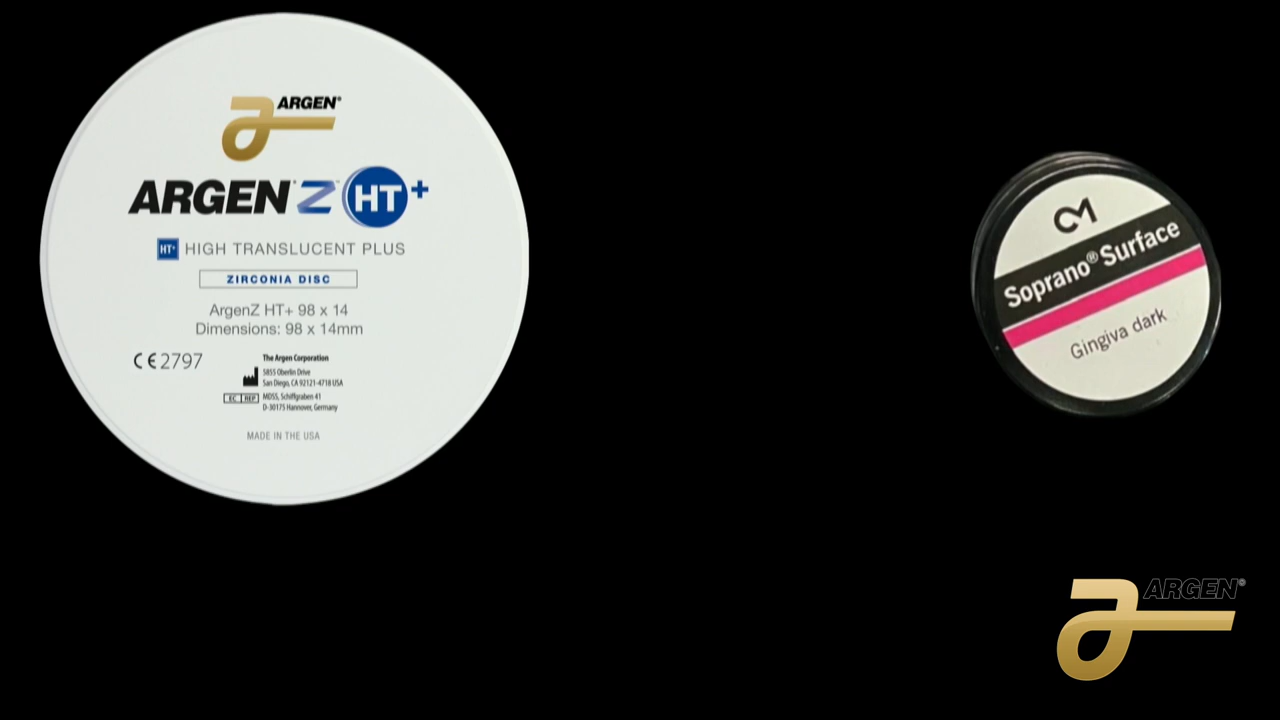 ARGEN®
ARGEN® Z™ HT+
HT+ HIGH TRANSLUCENT PLUS
ZIRCONIA DISC
ArgenZ HT+ 98 x 14
Dimensions: 98 x 14mm
CE2797
The Argen Corporation
5855 Oberlin Drive
San Diego, CA 92121-4718 USA
EC REP
MDSS, Schiffgraben 41
D-30175 Hannover, Germany
MADE IN THE USA
CM
Soprano® Surface
Gingiva dark
ARGEN®